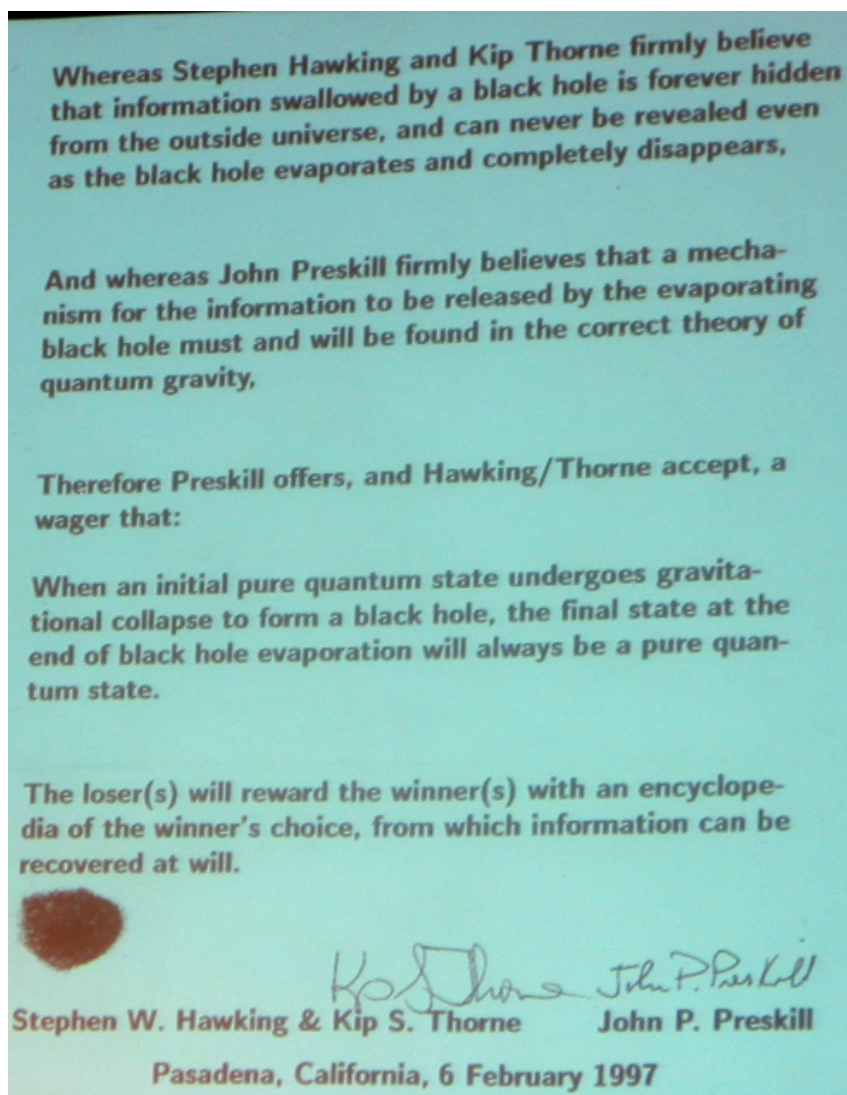 Whereas Stephen Hawking and Kip Thorne firmly believe
that information swallowed by a black hole is forever hidden
from the outside universe, and can never be revealed even
as the black hole evaporates and completely disappears,
And whereas John Preskill firmly believes that a mecha-
nism for the information to be released by the evaporating
black hole must and will be found in the correct theory of
quantum gravity,
Therefore Preskill offers, and Hawking/Thorne accept, a
wager that:
When an initial pure quantum state undergoes gravita-
tional collapse to form a black hole, the final state at the
end of black hole evaporation will always be a pure quan-
tum state.
The loser(s) will reward the winner(s) with an encyclope-
dia of the winner's choice, from which information can be
recovered at will.
Kip S Thorne John P. Preskill
Stephen W. Hawking & Kip S. Thorne John P. Preskill
Pasadena, California, 6 February 1997